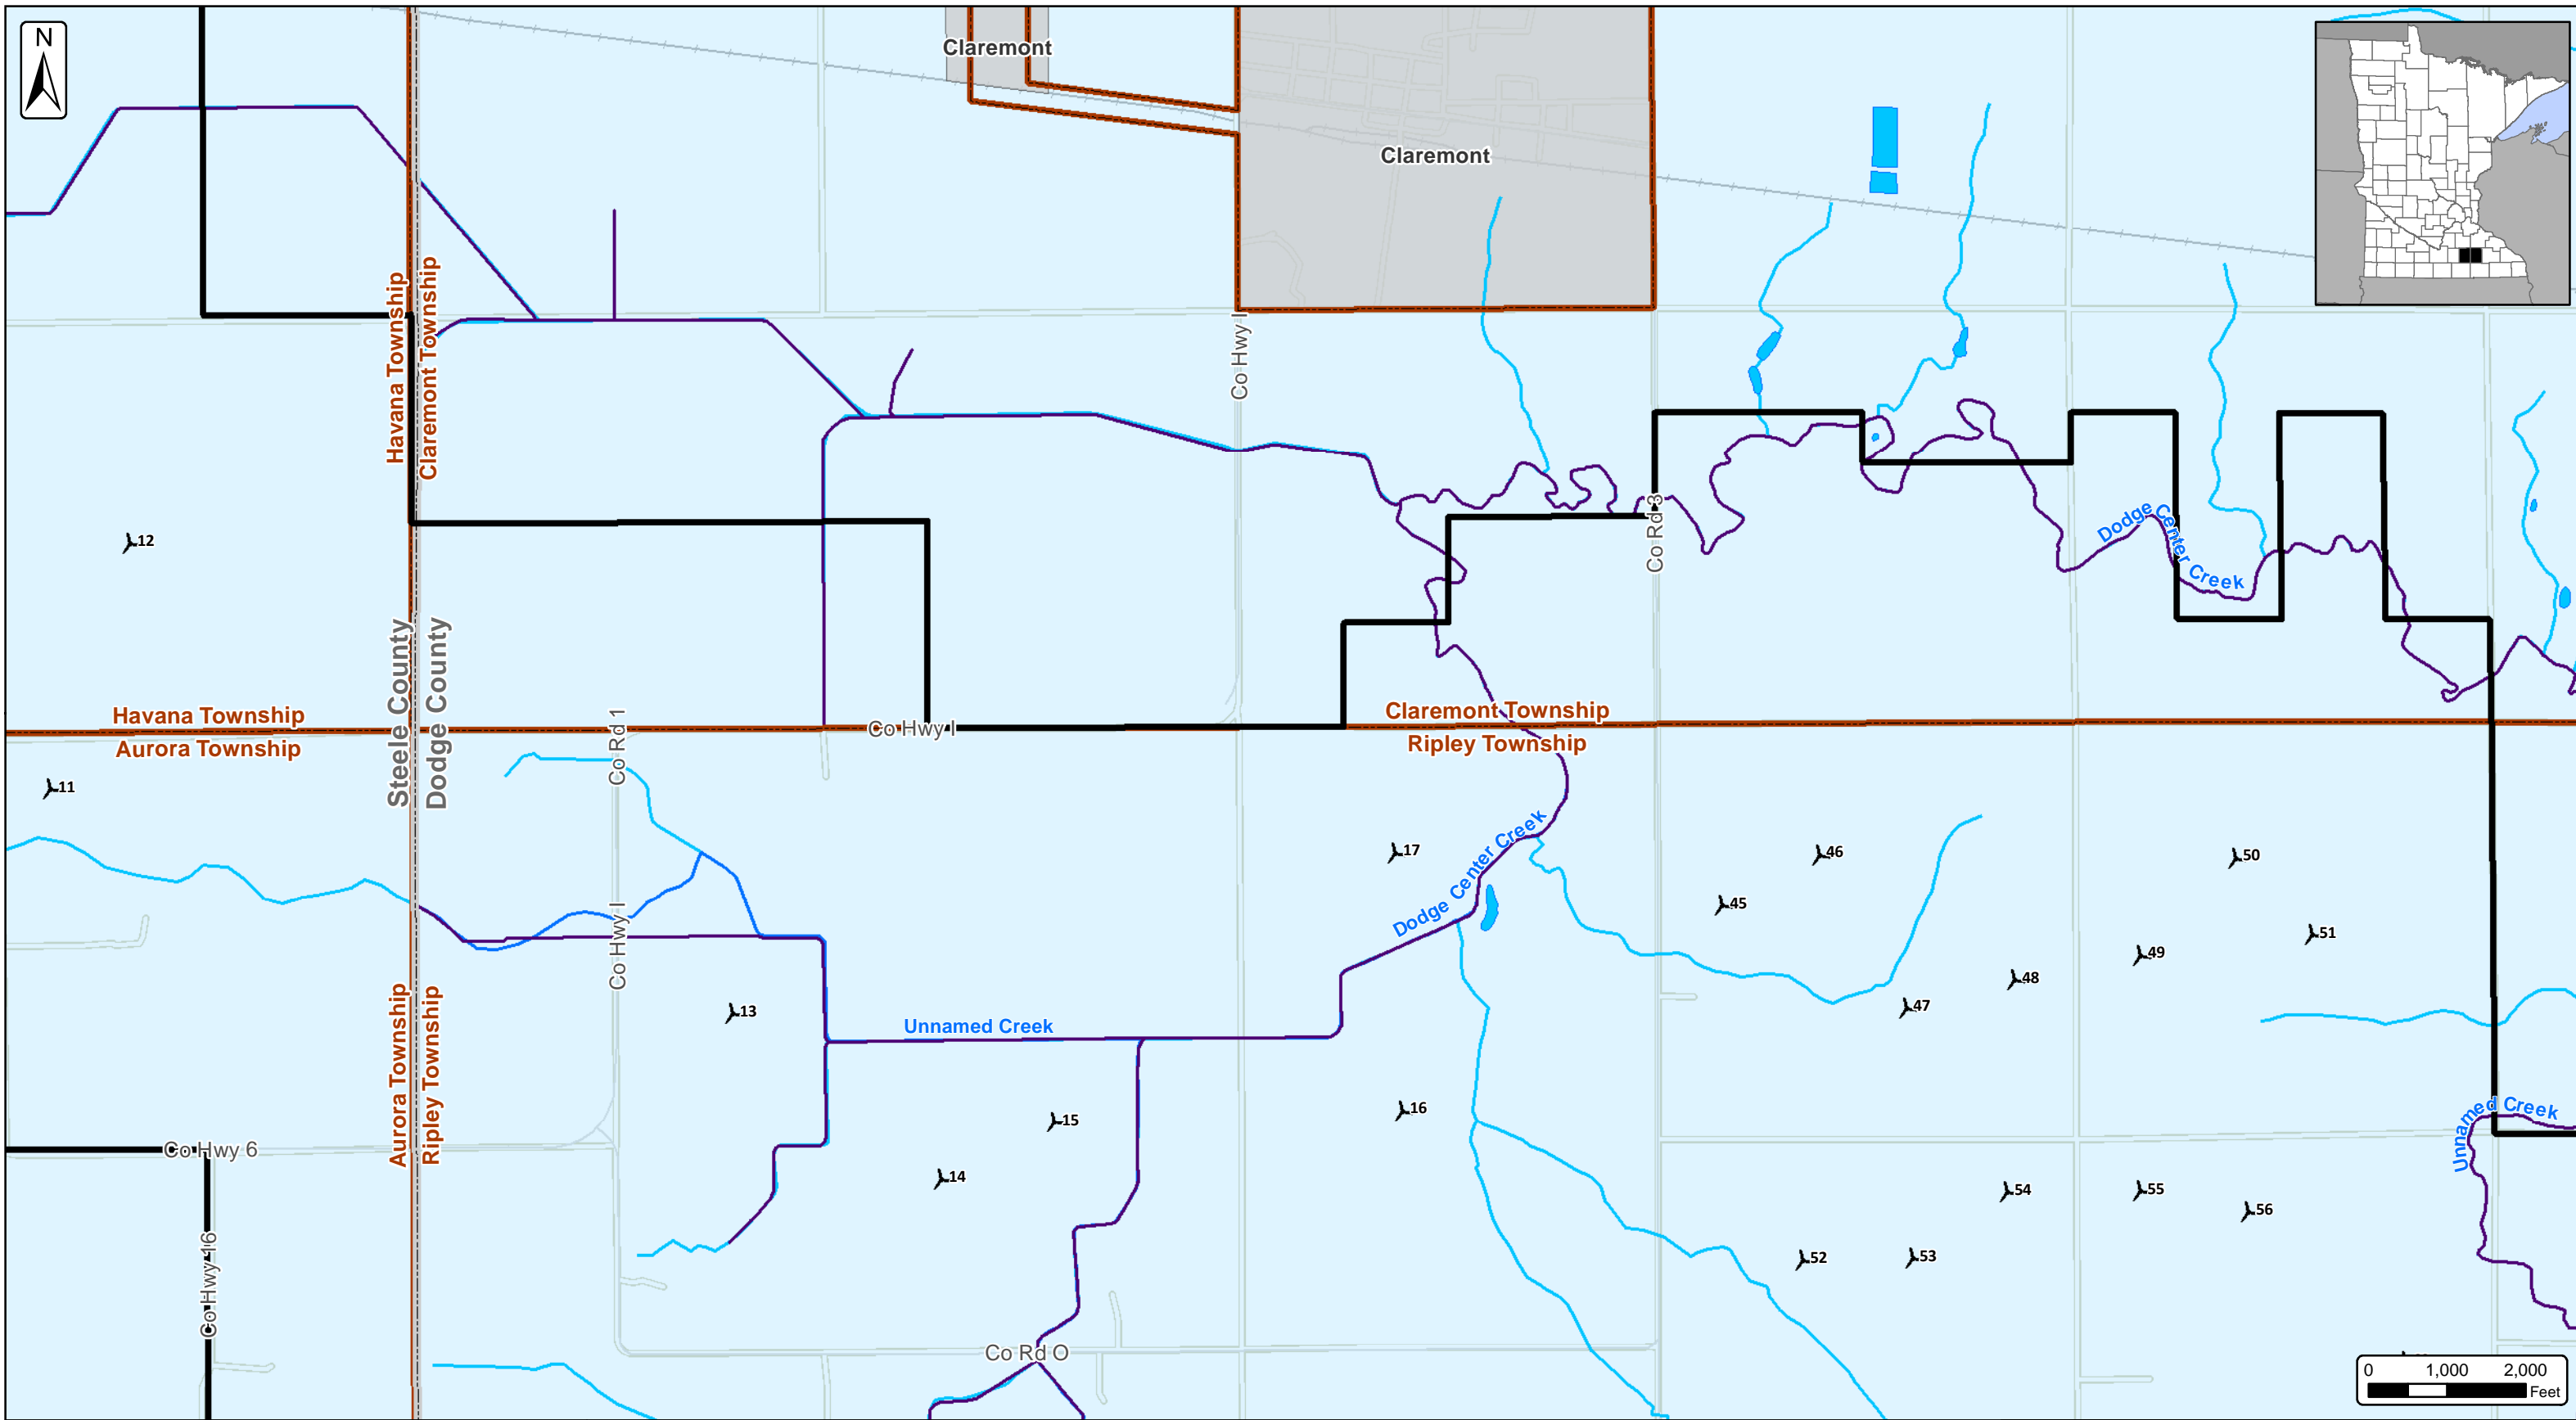 N
Claremont
Claremont
Havana Township
Claremont Township
Co Hwy I
Co Rd 3
12
Dodge Center Creek
Steele County
Dodge County
Havana Township
Aurora Township
Co Rd 1
Co Hwy I
Claremont Township
Ripley Township
11
17
46
50
Dodge Center Creek
45
51
49
48
47
Co Hwy I
13
Unnamed Creek
Aurora Township
Ripley Township
15
16
Unnamed Creek
Co Hwy 6
14
54
55
56
52
53
Co Hwy 16
Co Rd O
0 1,000 2,000
Feet